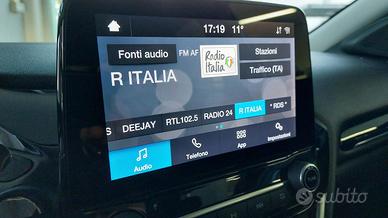 17:19 11°
Fonti audio
FM AF
Radio Italia
Stazioni
Traffico (TA)
R ITALIA
DEEJAY RTL102.5 RADIO 24 R ITALIA * RDS *
Audio Telefono App Impostazioni
subito